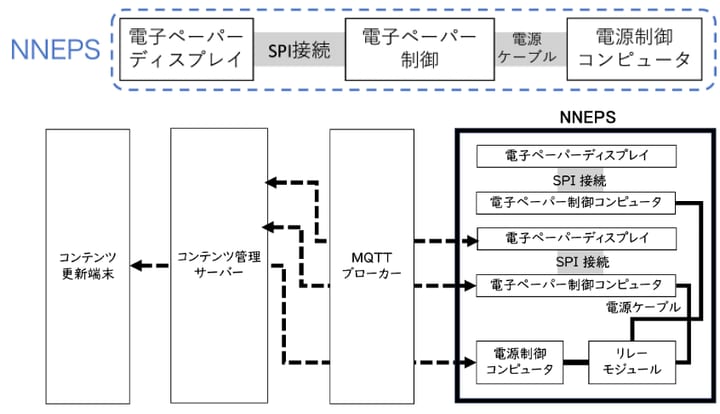 NNEPS
電子ペーパー
ディスプレイ
SPI接続
電子ペーパー
制御
電源
ケーブル
電源制御
コンピュータ
コンテンツ
更新端末
コンテンツ管理
サーバー
MQTT
ブローカー
NNEPS
電子ペーパーディスプレイ
SPI 接続
電子ペーパー制御コンピュータ
電子ペーパーディスプレイ
SPI 接続
電子ペーパー制御コンピュータ
電源ケーブル
電源制御
コンピュータ
リレー
モジュール